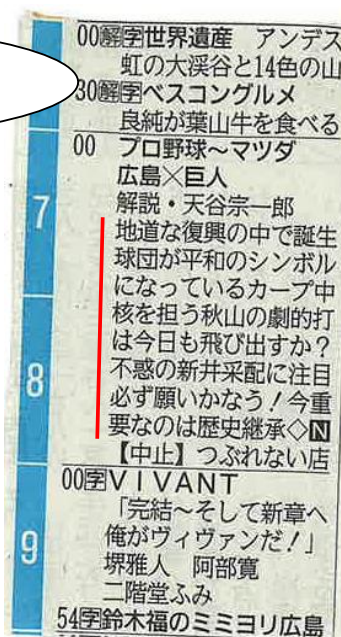 00解字世界遺産 アンデス
虹の大渓谷と14色の山
30解字ベスコングルメ
良純が葉山牛を食べる
7
00 プロ野球～マツダ
広島×巨人
解説・天谷宗一郎
地道な復興の中で誕生
球団が平和のシンボル
になっているカープ中
核を担う秋山の劇的打
は今日も飛び出すか？
8
不惑の新井采配に注目
必ず願いかなう！今重
要なのは歴史継承◇N
【中止】つぶれない店
9
00字VIVANT
「完結～そして新章へ
俺がヴィヴァンだ！」
堺雅人 阿部寛
二階堂ふみ
54字鈴木福のミミヨリ広島